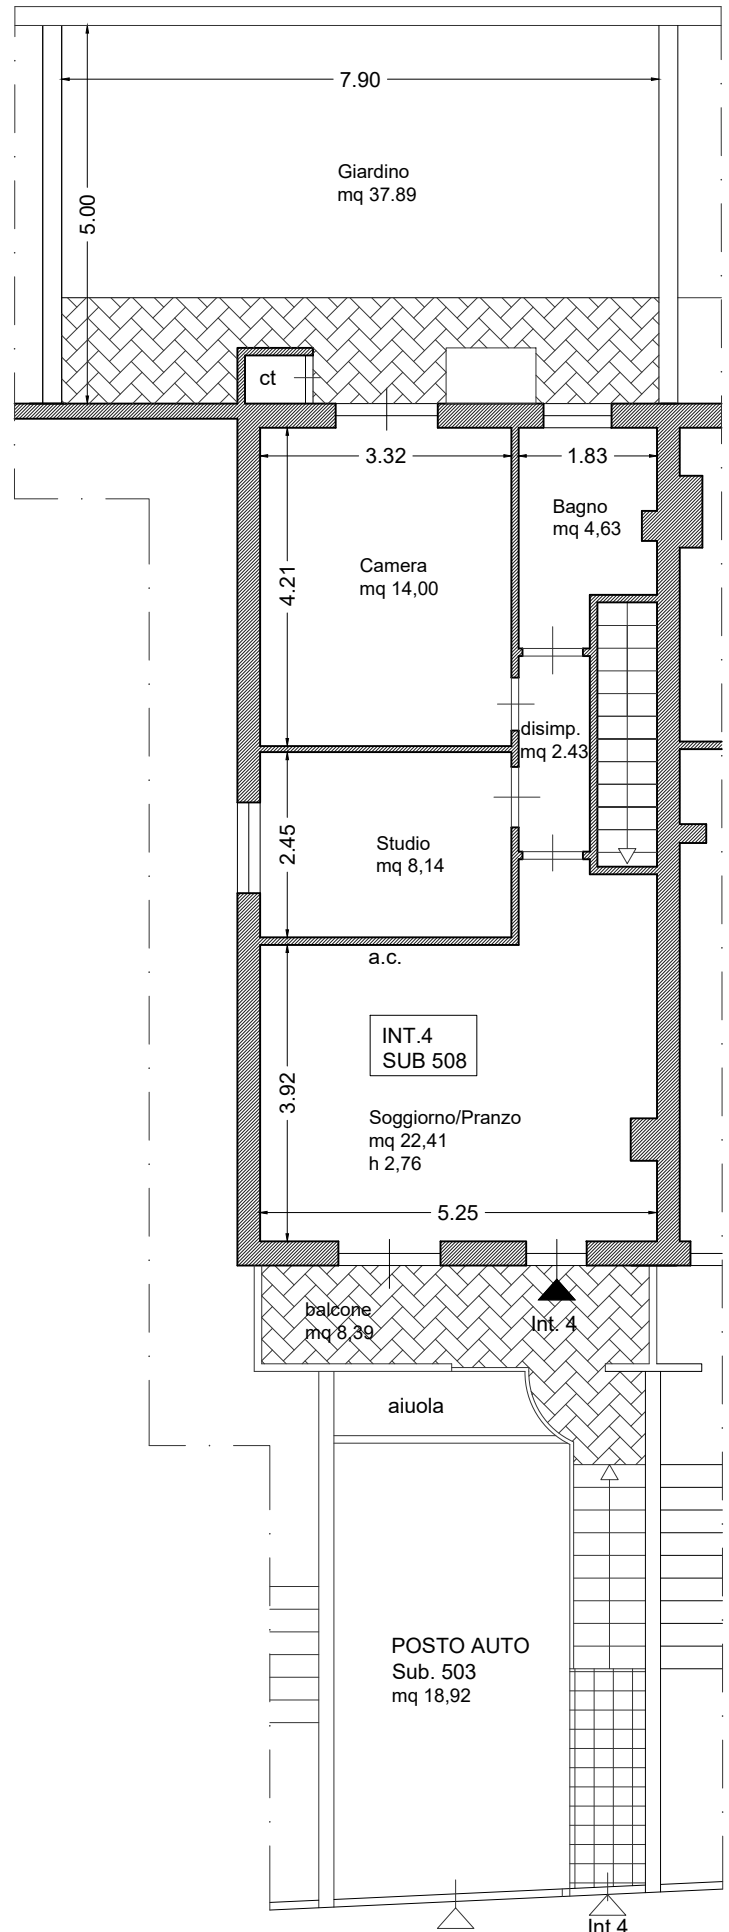 7.90
Giardino
mq 37.89
5.00
ct
3.32
1.83
Bagno
mq 4,63
Camera
mq 14,00
4.21
disimp.
mq 2.43
2.45
Studio
mq 8,14
a.c.
INT.4
SUB 508
3.92
Soggiorno/Pranzo
mq 22,41
h 2,76
5.25
balcone
mq 8,39
Int. 4
aiuola
POSTO AUTO
Sub. 503
mq 18,92
Int 4